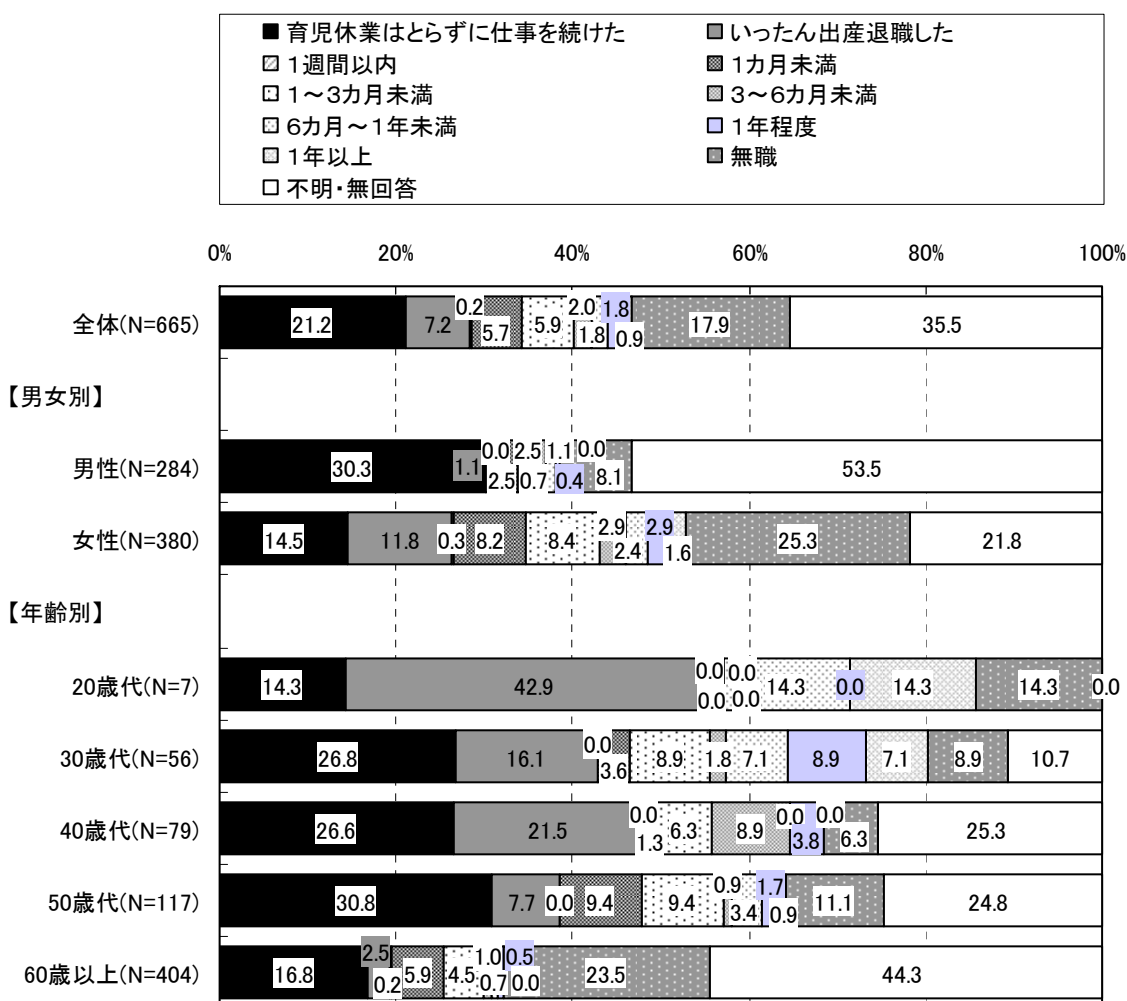 ■ 育児休業はとらずに仕事を続けた ■ いったん出産退職した
1週間以内 1カ月未満
1～3カ月未満 3～6カ月未満
6カ月～1年未満 1年程度
1年以上 無職
不明・無回答
0% 20% 40% 60% 80% 100%
全体(N=665) 21.2 7.2 0.2 5.7 5.9 2.0 1.8 1.8 0.9 17.9 35.5
【男女別】
男性(N=284) 30.3 1.1 0.0 2.5 2.5 0.7 1.1 0.4 0.0 8.1 53.5
女性(N=380) 14.5 11.8 0.3 8.2 8.4 2.9 2.4 2.9 1.6 25.3 21.8
【年齢別】
20歳代(N=7) 14.3 42.9 0.0 0.0 0.0 0.0 14.3 0.0 14.3 14.3 0.0
30歳代(N=56) 26.8 16.1 0.0 3.6 8.9 1.8 7.1 8.9 7.1 8.9 10.7
40歳代(N=79) 26.6 21.5 0.0 1.3 6.3 8.9 0.0 3.8 0.0 6.3 25.3
50歳代(N=117) 30.8 7.7 0.0 9.4 9.4 0.9 3.4 1.7 0.9 11.1 24.8
60歳以上(N=404) 16.8 2.5 0.2 5.9 4.5 1.0 0.7 0.5 0.0 23.5 44.3